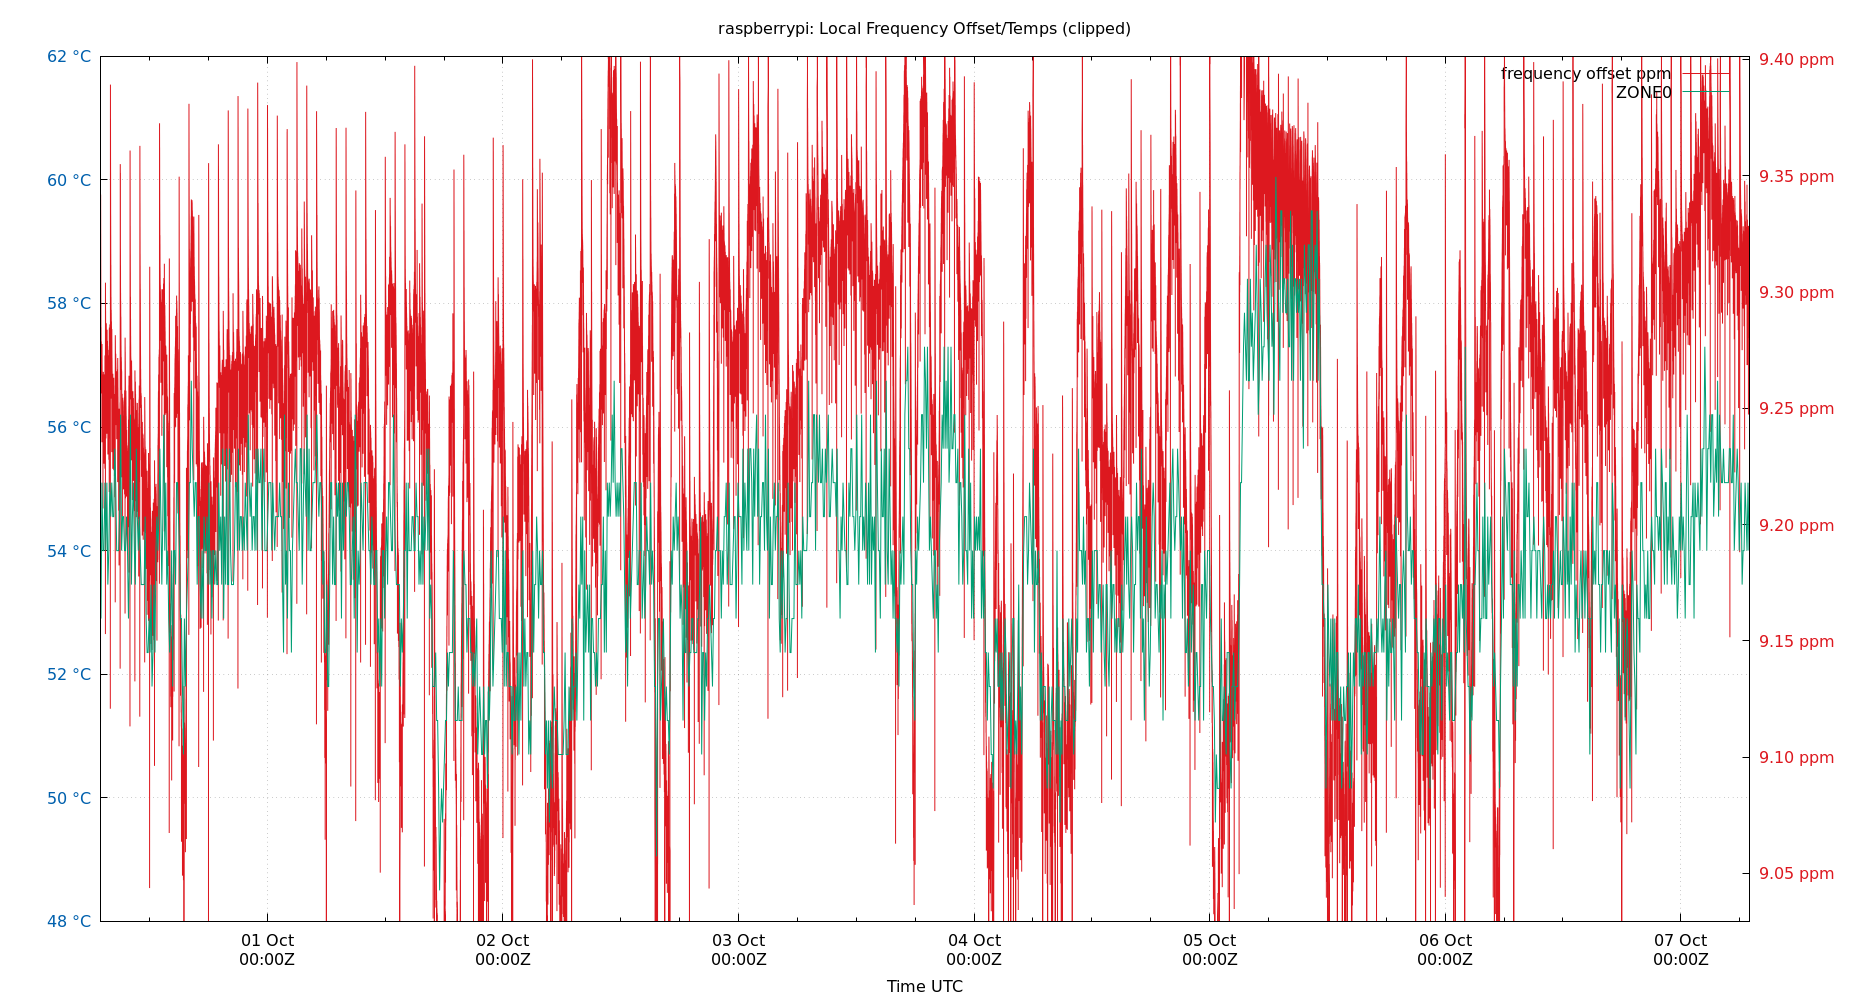 raspberrypi: Local Frequency Offset/Temps (clipped)
62 °C
60 °C
58 °C
56 °C
54 °C
52 °C
50 °C
48 °C
9.40 ppm
9.35 ppm
9.30 ppm
9.25 ppm
9.20 ppm
9.15 ppm
9.10 ppm
9.05 ppm
frequency offset ppm
ZONE0
01 Oct
00:00Z
02 Oct
00:00Z
03 Oct
00:00Z
04 Oct
00:00Z
05 Oct
00:00Z
06 Oct
00:00Z
07 Oct
00:00Z
Time UTC